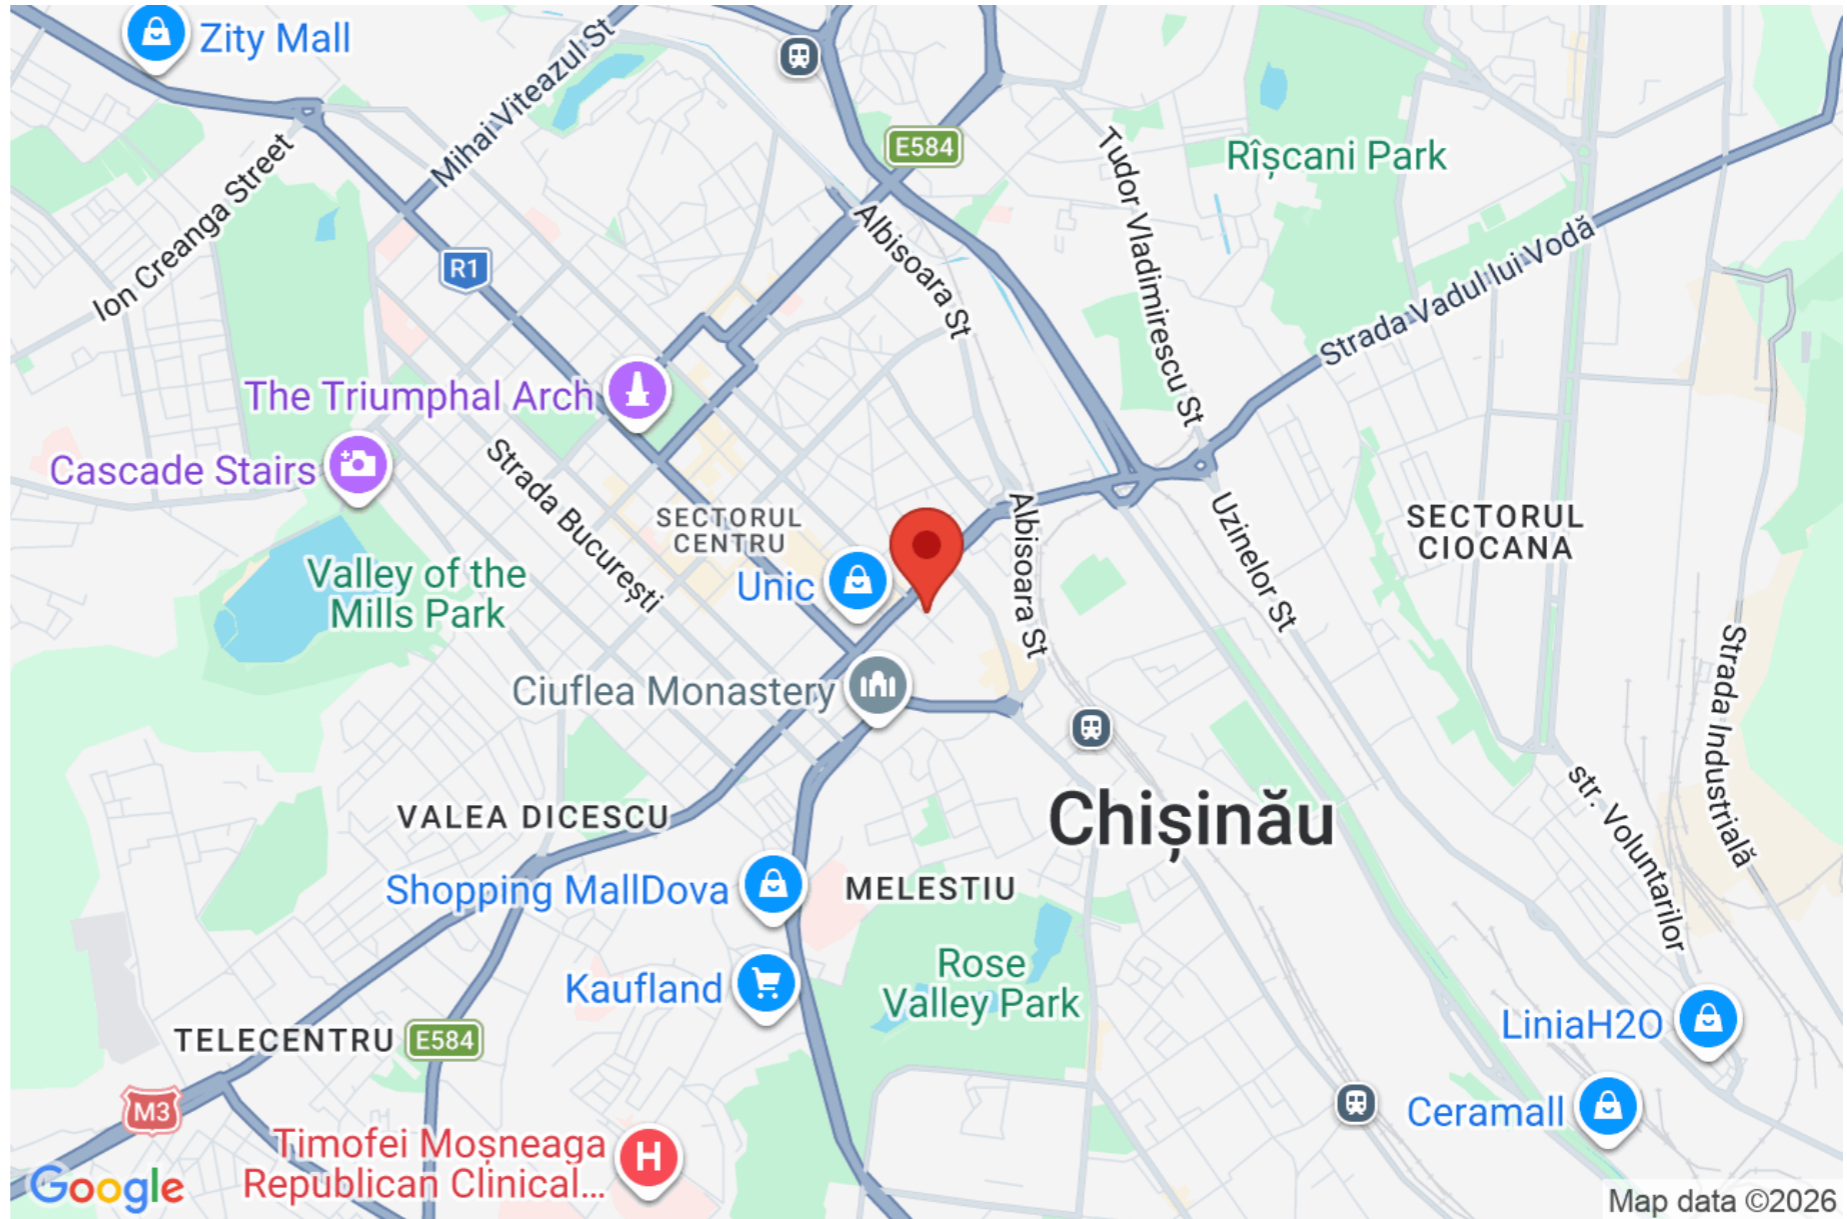 Zity Mall
Mihai Viteazul St
E584
Rîșcani Park
Tudor Vladimirescu St
Ion Creanga Street
Albisoara St
R1
Strada Vadul lui Vodă
The Triumphal Arch
Cascade Stairs
Strada București
SECTORUL
CENTRU
Albisoara St
Uzinelor St
SECTORUL
CIOCANA
Valley of the
Mills Park
Unic
Ciuflea Monastery
Strada Industrială
VALEA DICESCU
Chișinău
str. Voluntarilor
Shopping MallDova
MELESTIU
Kaufland
Rose
Valley Park
TELECENTRU
E584
LiniaH2O
M3
Ceramall
Timofei Moșneaga
Republican Clinical...
H
Google
Map data ©2026